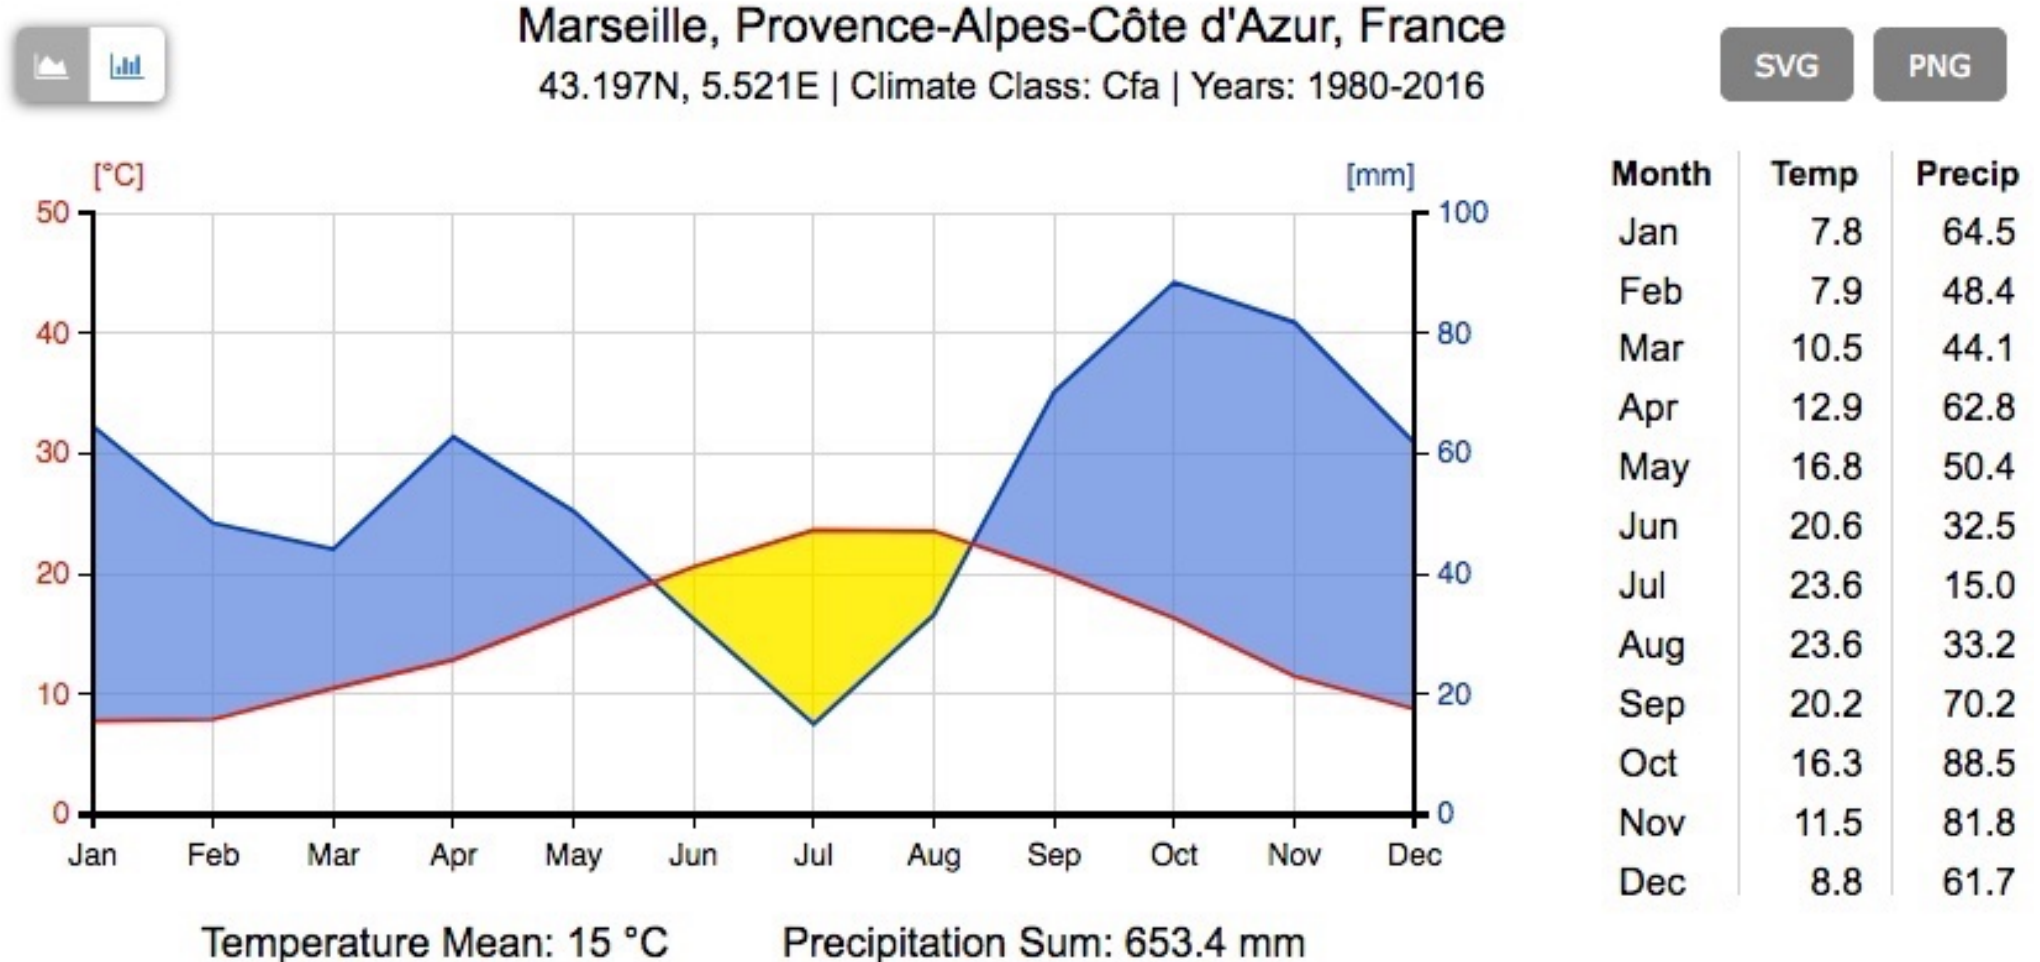 Marseille, Provence-Alpes-Côte d'Azur, France
43.197N, 5.521E | Climate Class: Cfa | Years: 1980-2016
SVG PNG
[°C] [mm]
50 100
40 80
30 60
20 40
10 20
0 0
Jan Feb Mar Apr May Jun Jul Aug Sep Oct Nov Dec
Temperature Mean: 15 °C Precipitation Sum: 653.4 mm
Month Temp Precip
Jan 7.8 64.5
Feb 7.9 48.4
Mar 10.5 44.1
Apr 12.9 62.8
May 16.8 50.4
Jun 20.6 32.5
Jul 23.6 15.0
Aug 23.6 33.2
Sep 20.2 70.2
Oct 16.3 88.5
Nov 11.5 81.8
Dec 8.8 61.7